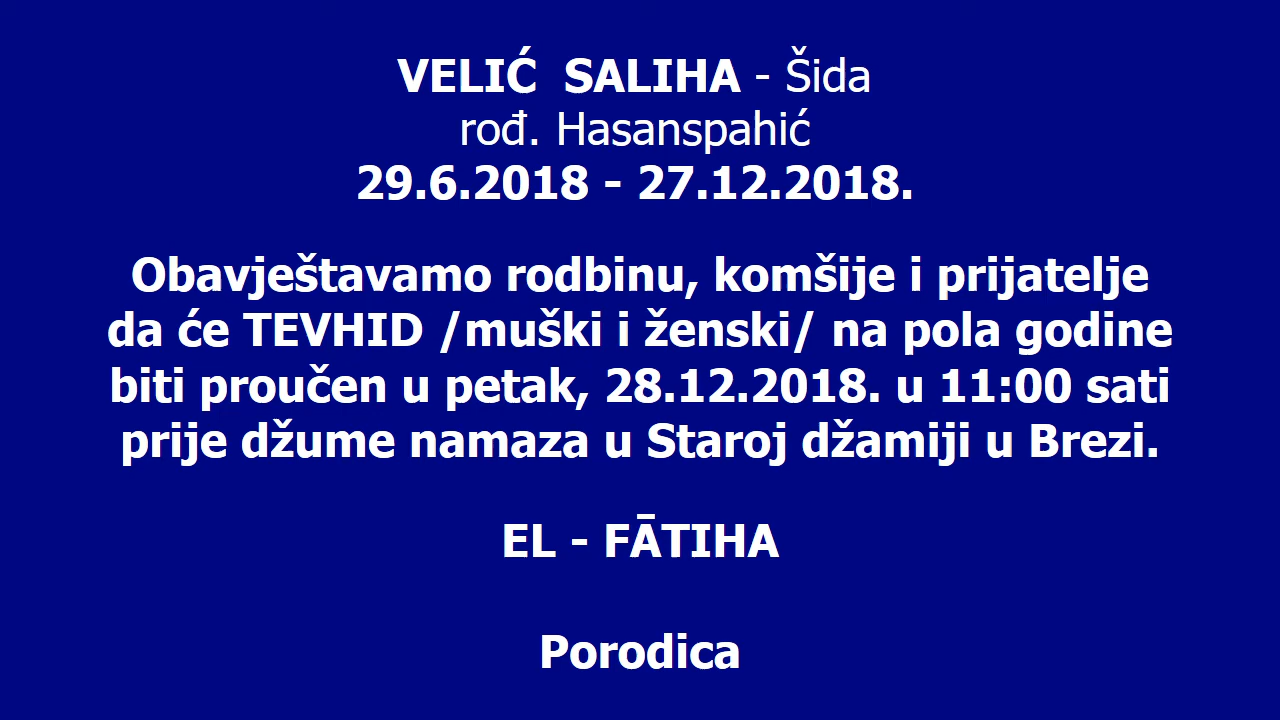 VELIĆ  SALIHA - Šida
rođ. Hasanspahić
29.6.2018 - 27.12.2018.
Obavještavamo rodbinu, komšije i prijatelje
da će TEVHID /muški i ženski/ na pola godine
biti proučen u petak, 28.12.2018. u 11:00 sati
prije džume namaza u Staroj džamiji u Brezi.
EL - FĀTIHA
Porodica